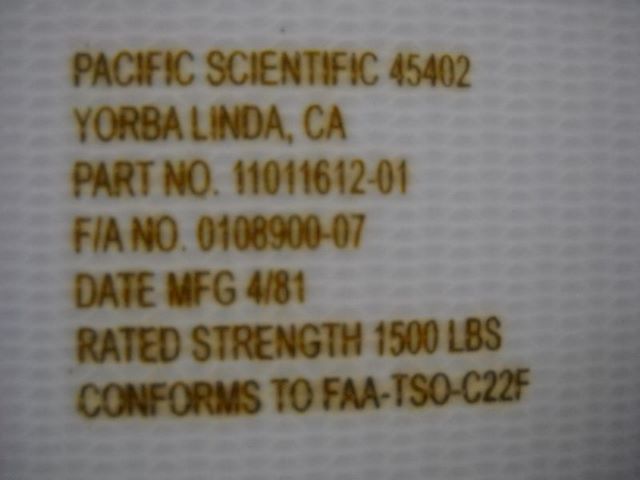 PACIFIC SCIENTIFIC 45402
YORBA LINDA, CA
PART NO. 11011612-01
F/A NO. 0108900-07
DATE MFG 4/81
RATED STRENGTH 1500 LBS
CONFORMS TO FAA-TSO-C22F